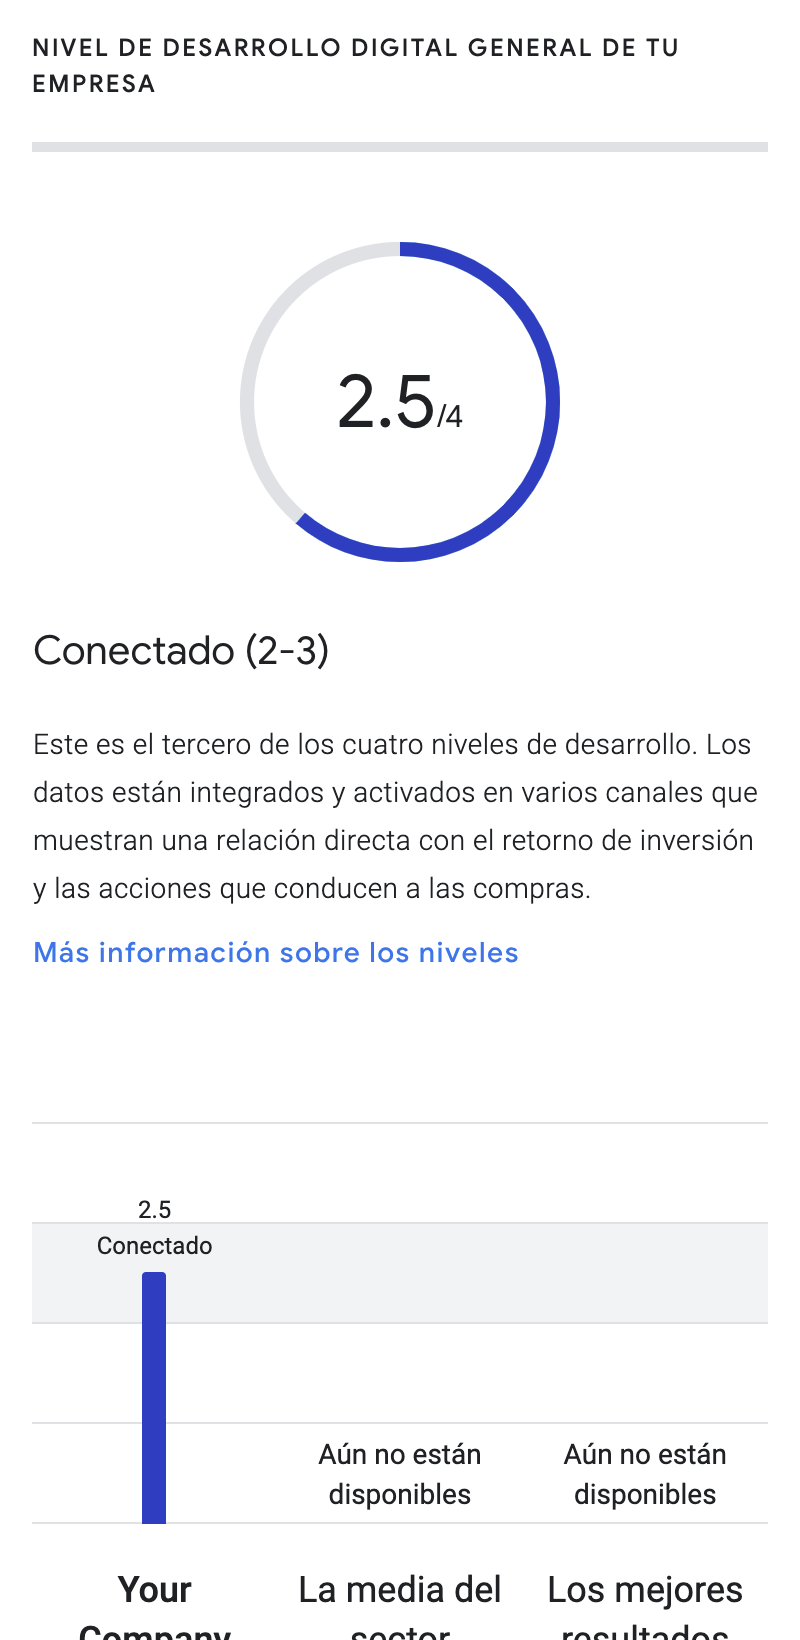 NIVEL DE DESARROLLO DIGITAL GENERAL DE TU
EMPRESA
2.5/4
Conectado (2-3)
Este es el tercero de los cuatro niveles de desarrollo. Los
datos están integrados y activados en varios canales que
muestran una relación directa con el retorno de inversión
y las acciones que conducen a las compras.
Más información sobre los niveles
2.5
Conectado
Aún no están
disponibles
Aún no están
disponibles
Your
Company
La media del
sector
Los mejores
resultados